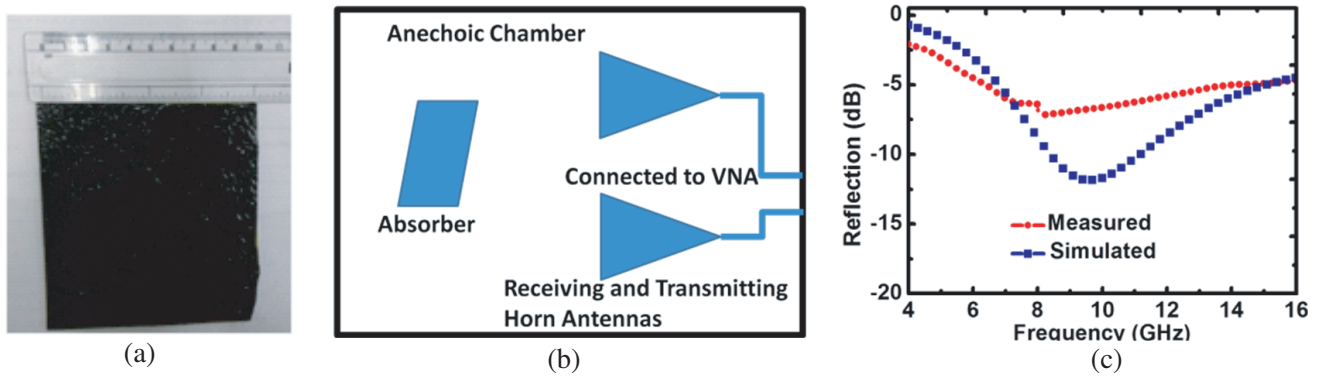 Anechoic Chamber
Connected to VNA
Absorber
Receiving and Transmitting
Horn Antennas
Reflection (dB)
0
-5
-10
-15
-20
Measured
Simulated
4 6 8 10 12 14 16
Frequency (GHz)
(a)
(b)
(c)